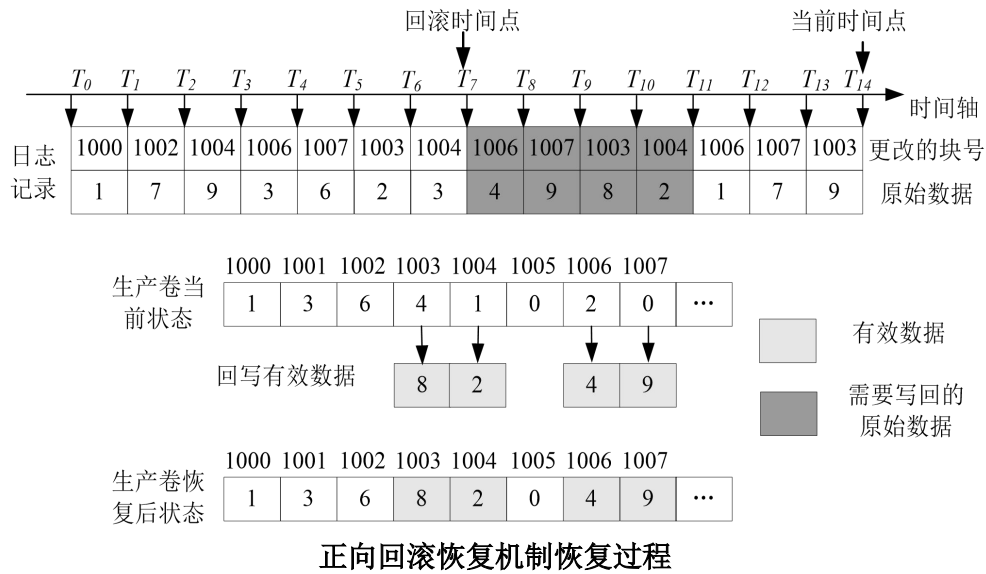 回滚时间点 当前时间点
T0 T1 T2 T3 T4 T5 T6 T7 T8 T9 T10 T11 T12 T13 T14
时间轴
日志记录
1000 1002 1004 1006 1007 1003 1004 1006 1007 1003 1004 1006 1007 1003 更改的块号
1 7 9 3 6 2 3 4 9 8 2 1 7 9 原始数据
1000 1001 1002 1003 1004 1005 1006 1007
生产卷当
前状态
1 3 6 4 1 0 2 0 ···
有效数据
回写有效数据 8 2 4 9
需要写回的
原始数据
1000 1001 1002 1003 1004 1005 1006 1007
生产卷恢
复后状态
1 3 6 8 2 0 4 9 ···
正向回滚恢复机制恢复过程